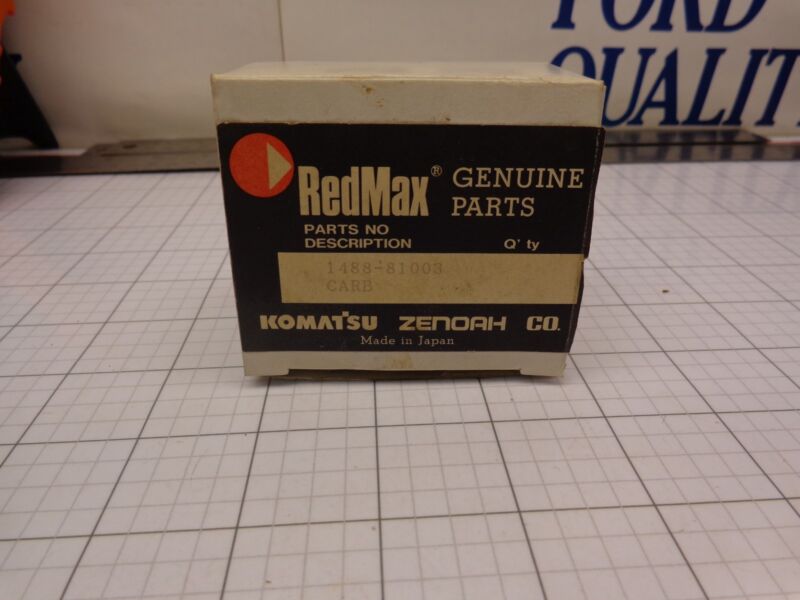 FORD
QUALIT
RedMax® GENUINE
PARTS
PARTS NO
DESCRIPTION Q' ty
1488-81003
CARB
KOMATSU ZENOAH CO.
Made in Japan